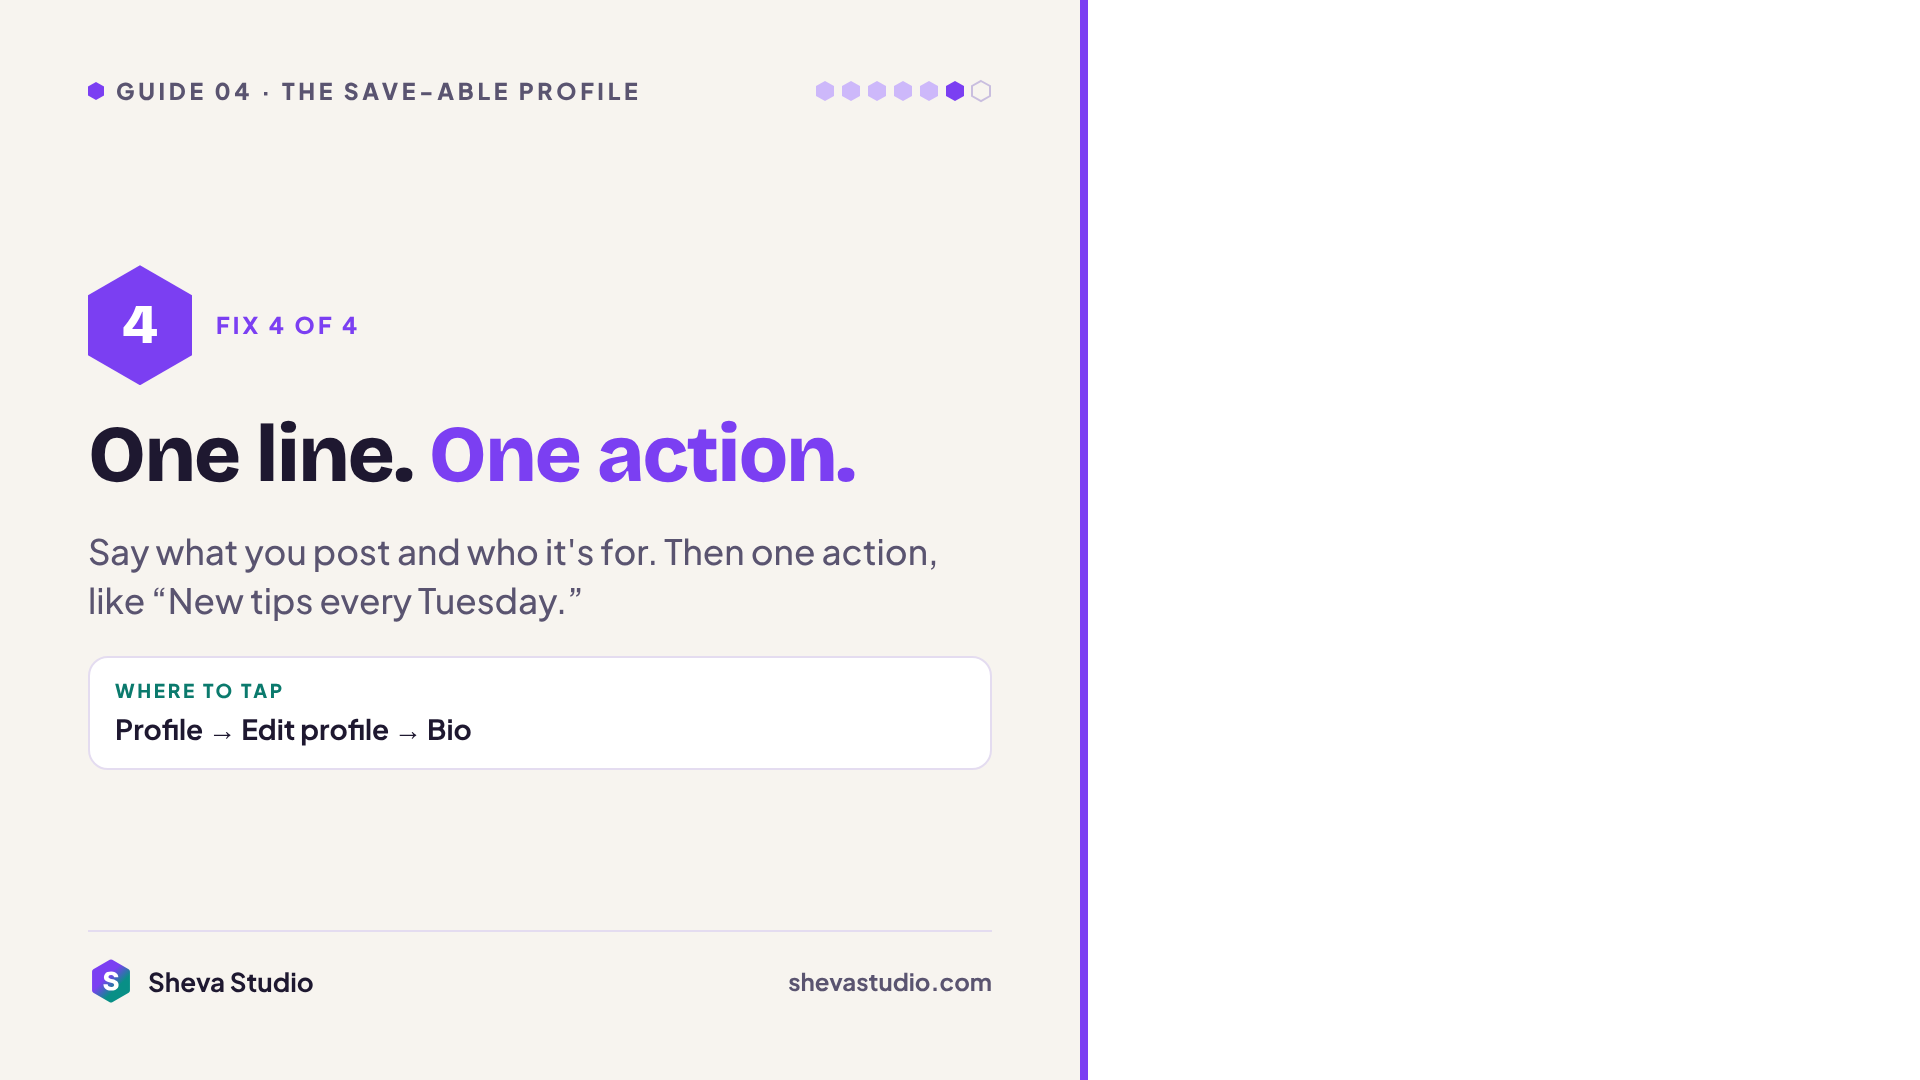 GUIDE 04 · THE SAVE-ABLE PROFILE
4
FIX 4 OF 4
One line. One action.
Say what you post and who it's for. Then one action,
like “New tips every Tuesday.”
WHERE TO TAP
Profile → Edit profile → Bio
S Sheva Studio
shevastudio.com